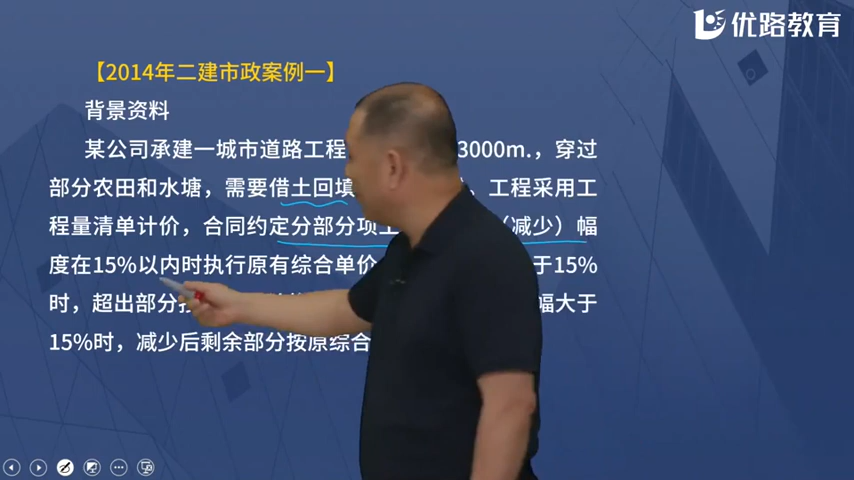 优路教育
【2014年二建市政案例一】
背景资料
某公司承建一城市道路工程 3000m.，穿过
部分农田和水塘，需要借土回填 。工程采用工
程量清单计价，合同约定分部分项工 （减少）幅
度在15%以内时执行原有综合单价 于15%
时，超出部分按 幅大于
15%时，减少后剩余部分按原综合